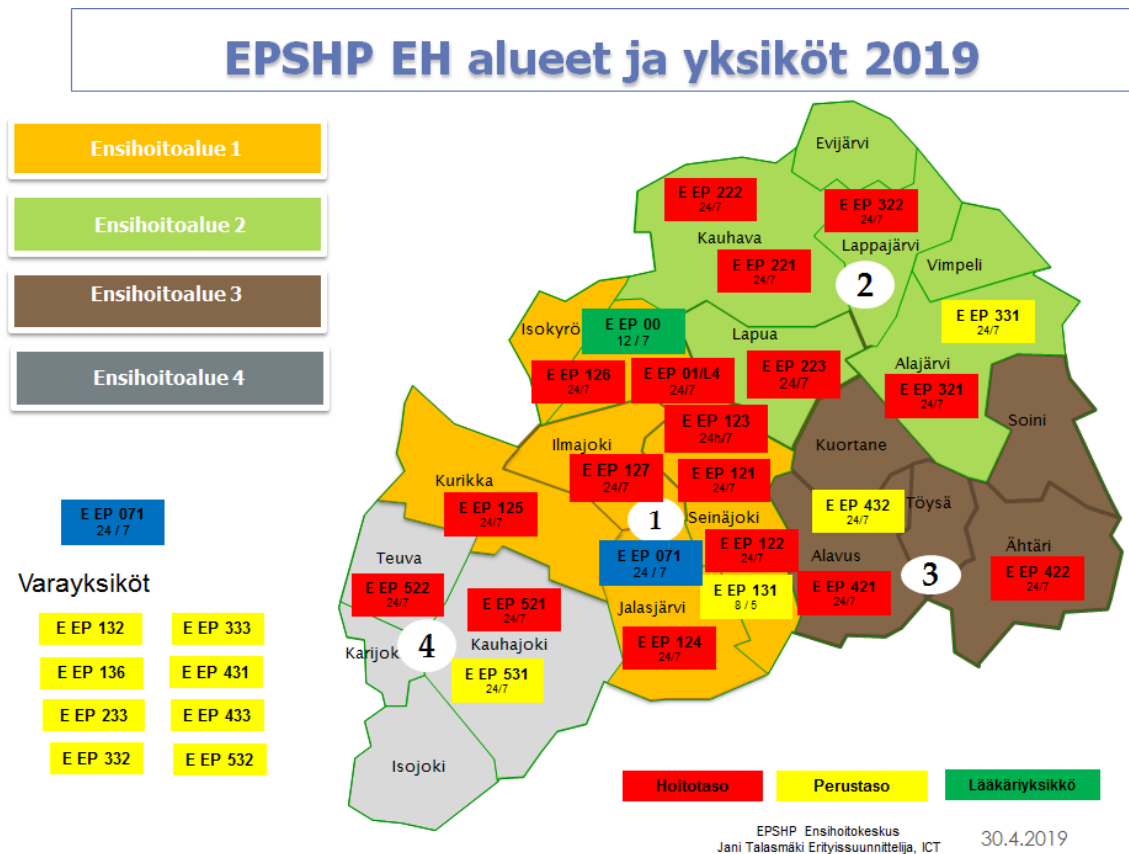 EPSHP EH alueet ja yksiköt 2019
Ensihoitoalue 1
Ensihoitoalue 2
Ensihoitoalue 3
Ensihoitoalue 4
E EP 071
24 / 7
Varayksiköt
E EP 132
E EP 333
E EP 136
E EP 431
E EP 233
E EP 433
E EP 332
E EP 532
Evijärvi
E EP 222
24/7
E EP 322
24/7
Kauhava
Lappajärvi
Vimpeli
E EP 221
24/7
2
Isokyrö
E EP 00
12 / 7
Lapua
E EP 331
24/7
E EP 126
24/7
E EP 01/L4
24/7
E EP 223
24/7
Alajärvi
E EP 321
24/7
E EP 123
24h/7
Soini
Ilmajoki
Kuortane
E EP 127
24/7
E EP 121
24/7
Kurikka
E EP 125
24/7
1
Seinäjoki
E EP 432
24/7
Töysä
Teuva
E EP 071
24 / 7
E EP 122
24/7
Alavus
Ähtäri
E EP 522
24/7
E EP 521
24/7
Jalasjärvi
E EP 131
8 / 5
E EP 421
24/7
3
E EP 422
24/7
Karijok
4
Kauhajoki
E EP 124
24/7
E EP 531
24/7
Isojoki
Hoitotaso
Perustaso
Lääkäriyksikkö
EPSHP Ensihoitokeskus
Jani Talasmäki Erityissuunnittelija, ICT
30.4.2019